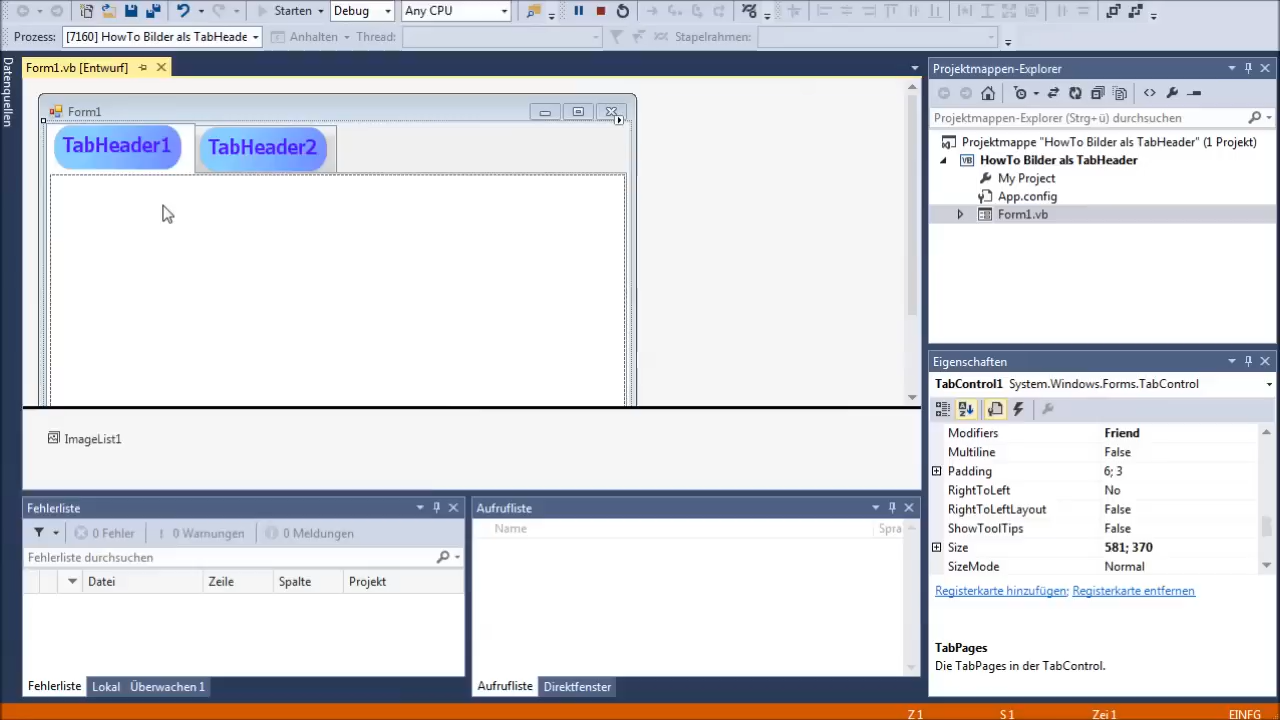 Starten
Debug
Any CPU
Prozess:
[7160] HowTo Bilder als TabHeade
Anhalten
Thread:
Stapelrahmen:
Datenquellen
Form1.vb [Entwurf]
Form1
TabHeader1
TabHeader2
ImageList1
Projektmappen-Explorer
Projektmappen-Explorer (Strg+ü) durchsuchen
Projektmappe "HowTo Bilder als TabHeader" (1 Projekt)
VB HowTo Bilder als TabHeader
My Project
App.config
Form1.vb
Eigenschaften
TabControl1 System.Windows.Forms.TabControl
Modifiers Friend
Multiline False
Padding 6; 3
RightToLeft No
RightToLeftLayout False
ShowToolTips False
Size 581; 370
SizeMode Normal
Registerkarte hinzufügen; Registerkarte entfernen
TabPages
Die TabPages in der TabControl.
Fehlerliste
0 Fehler
0 Warnungen
0 Meldungen
Fehlerliste durchsuchen
Datei
Zeile
Spalte
Projekt
Fehlerliste
Lokal
Überwachen 1
Aufrufliste
Name
Spra
Aufrufliste
Direktfenster
Z 1
S 1
Zei 1
EINFG